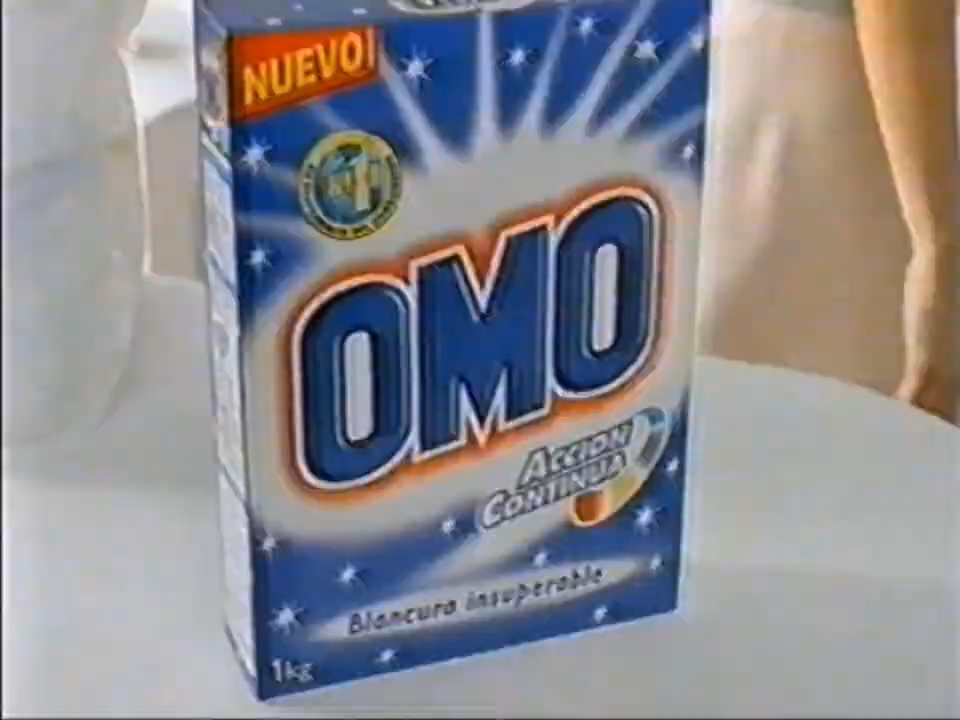 NUEVO!
OMO
ACCION
CONTINUA
Blancura insuperable
1kg